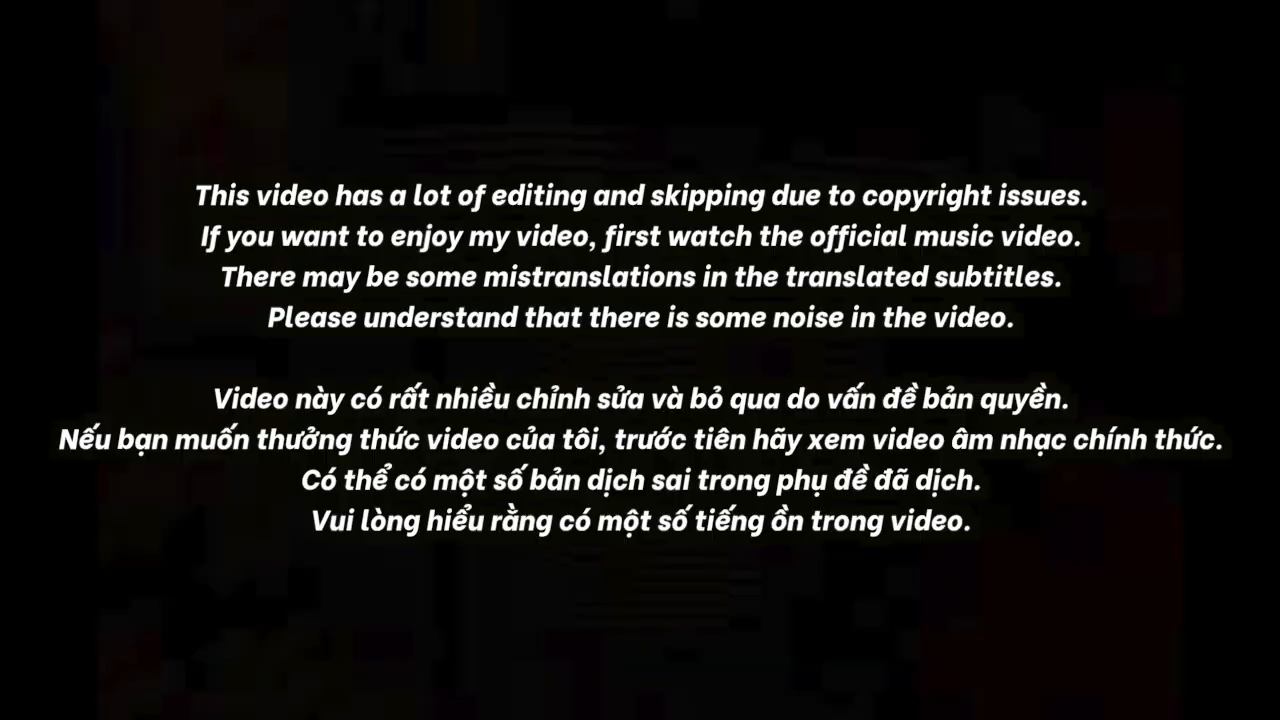 This video has a lot of editing and skipping due to copyright issues.
If you want to enjoy my video, first watch the official music video.
There may be some mistranslations in the translated subtitles.
Please understand that there is some noise in the video.
Video này có rất nhiều chỉnh sửa và bỏ qua do vấn đề bản quyền.
Nếu bạn muốn thưởng thức video của tôi, trước tiên hãy xem video âm nhạc chính thức.
Có thể có một số bản dịch sai trong phụ đề đã dịch.
Vui lòng hiểu rằng có một số tiếng ồn trong video.